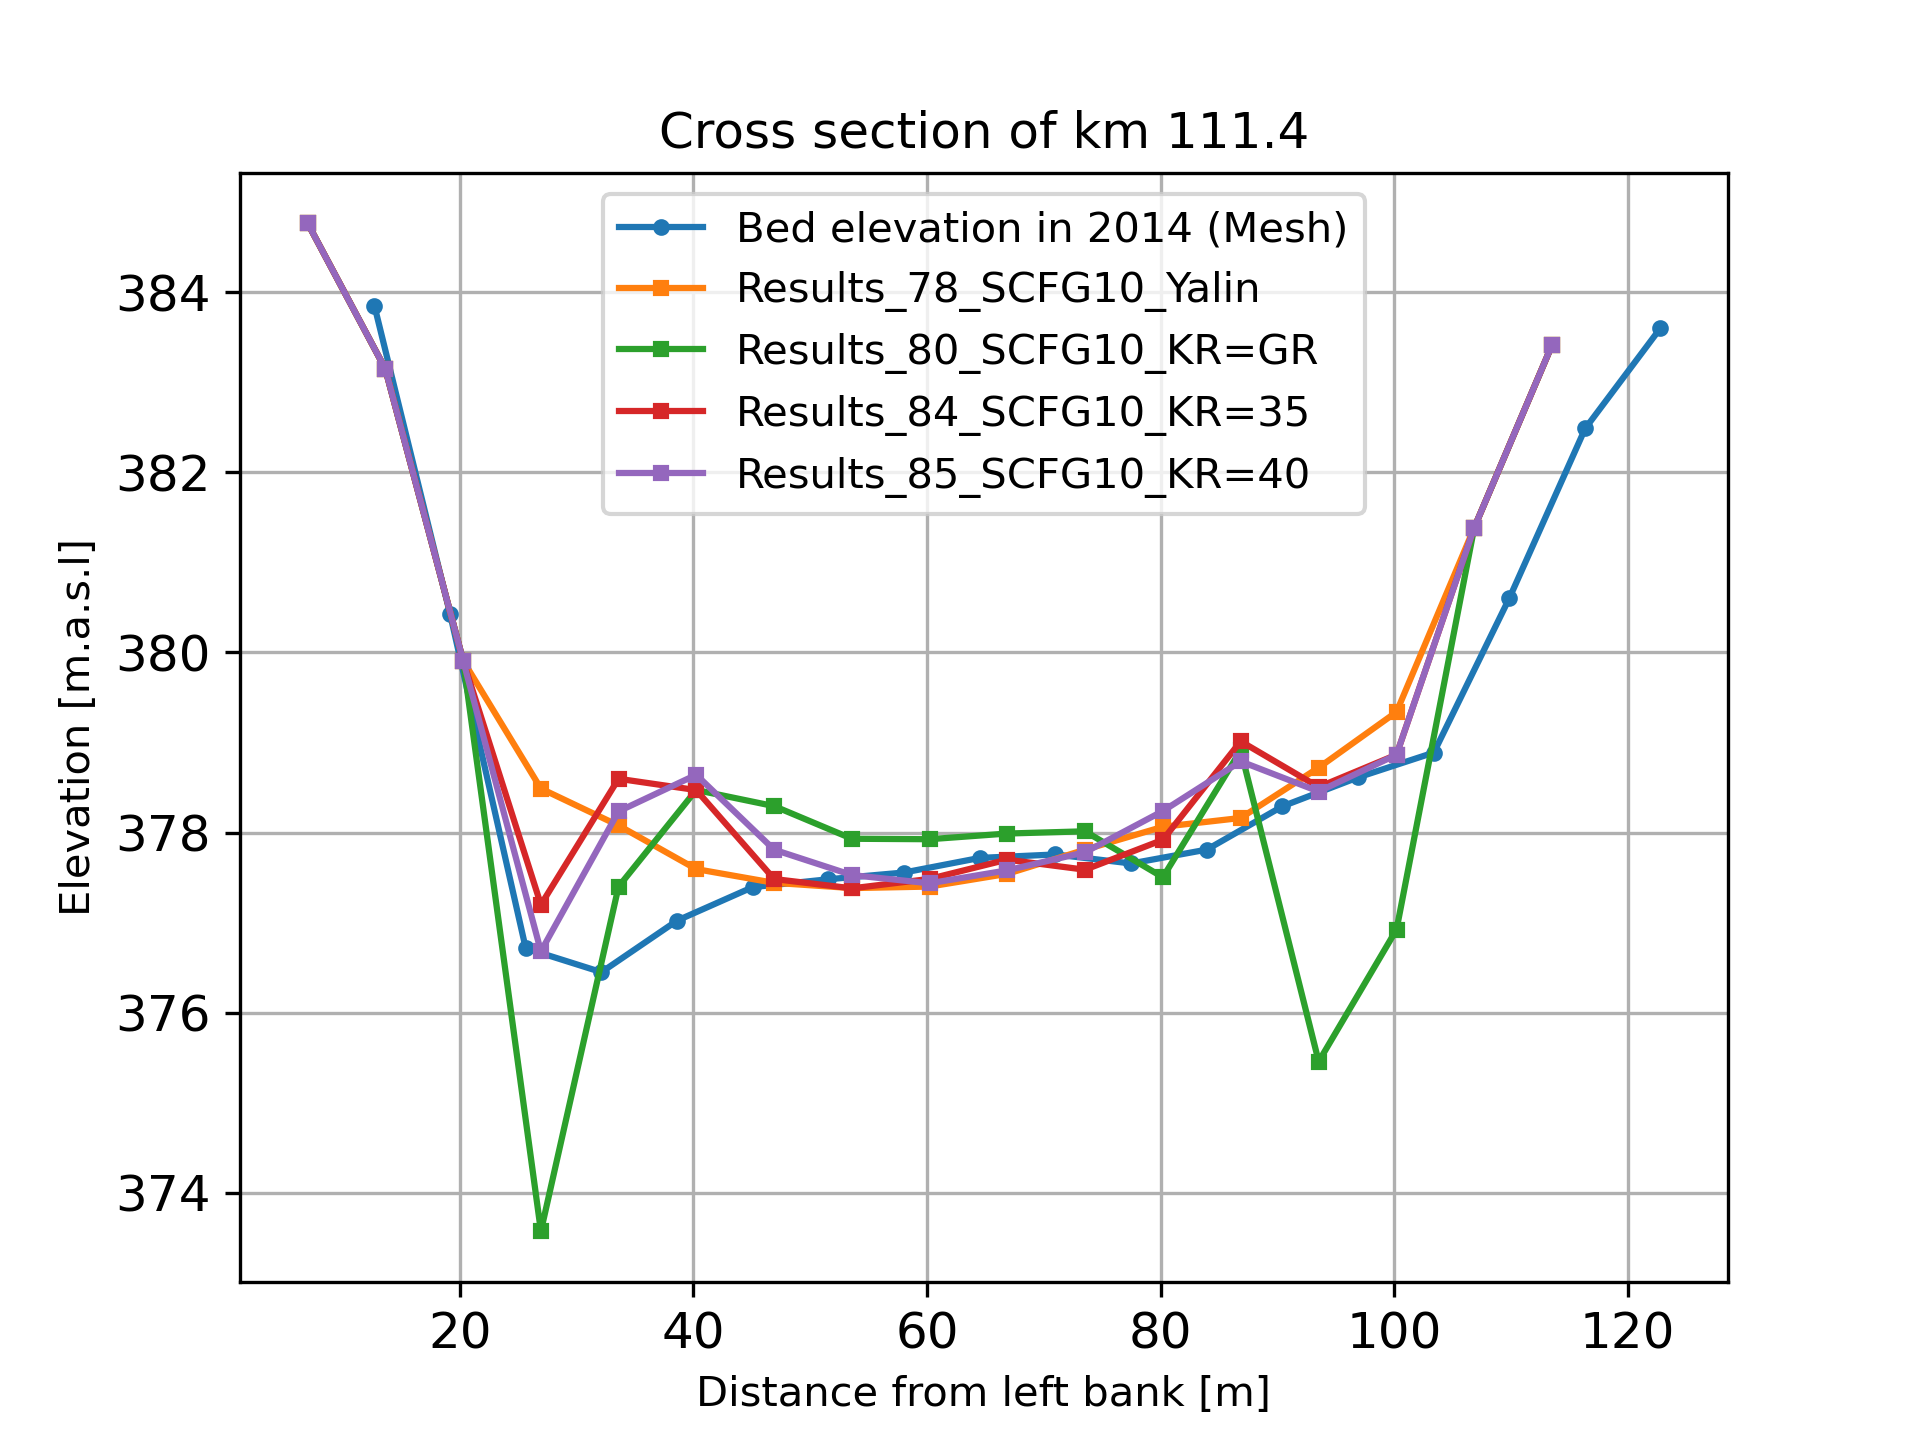 Cross section of km 111.4
Bed elevation in 2014 (Mesh)
Results_78_SCFG10_Yalin
Results_80_SCFG10_KR=GR
Results_84_SCFG10_KR=35
Results_85_SCFG10_KR=40
384
382
380
378
376
374
Elevation [m.a.s.l]
20 40 60 80 100 120
Distance from left bank [m]